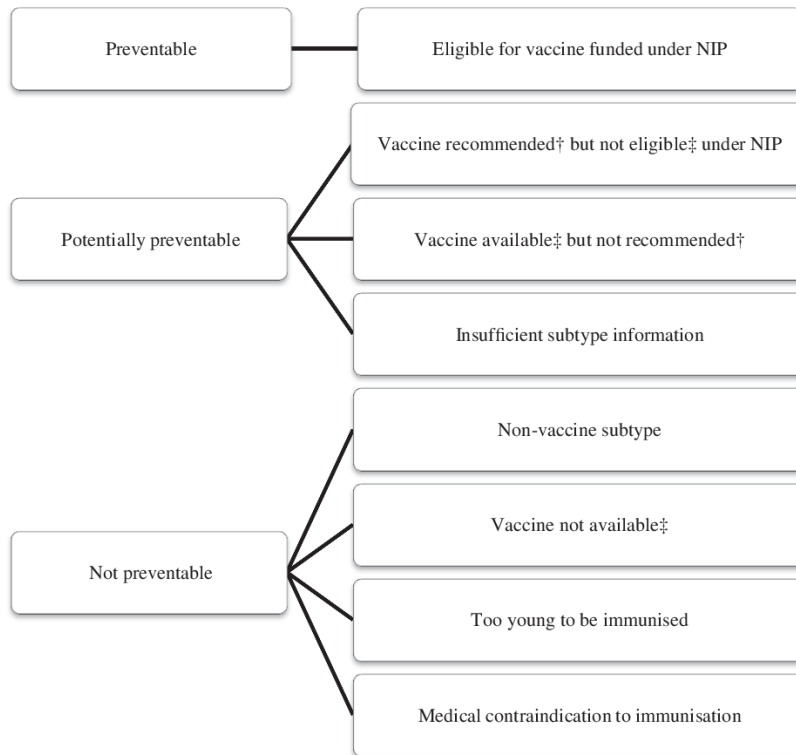 Preventable
Eligible for vaccine funded under NIP
Vaccine recommended† but not eligible‡ under NIP
Potentially preventable
Vaccine available‡ but not recommended†
Insufficient subtype information
Non-vaccine subtype
Vaccine not available‡
Not preventable
Too young to be immunised
Medical contraindication to immunisation